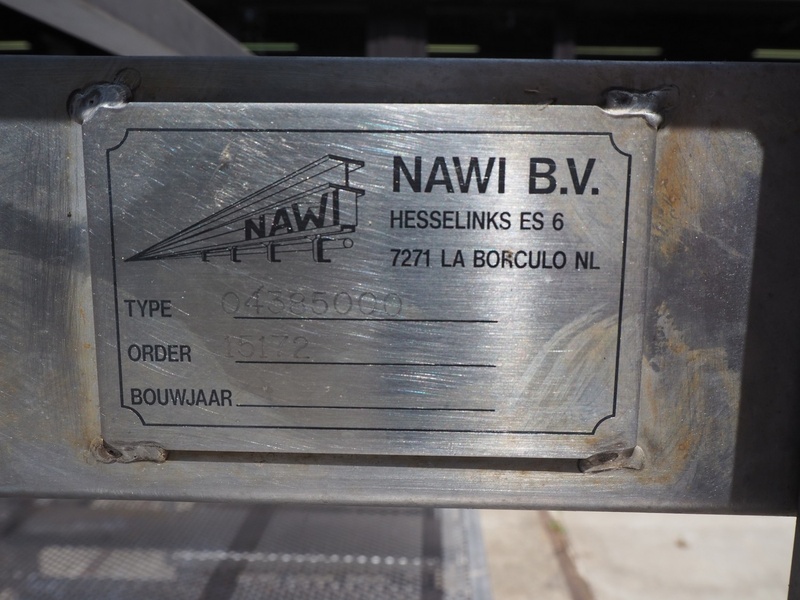 NAWI
NAWI B.V.
HESSELINKS ES 6
7271 LA BORCULO NL
TYPE 04385000
ORDER 15172
BOUWJAAR